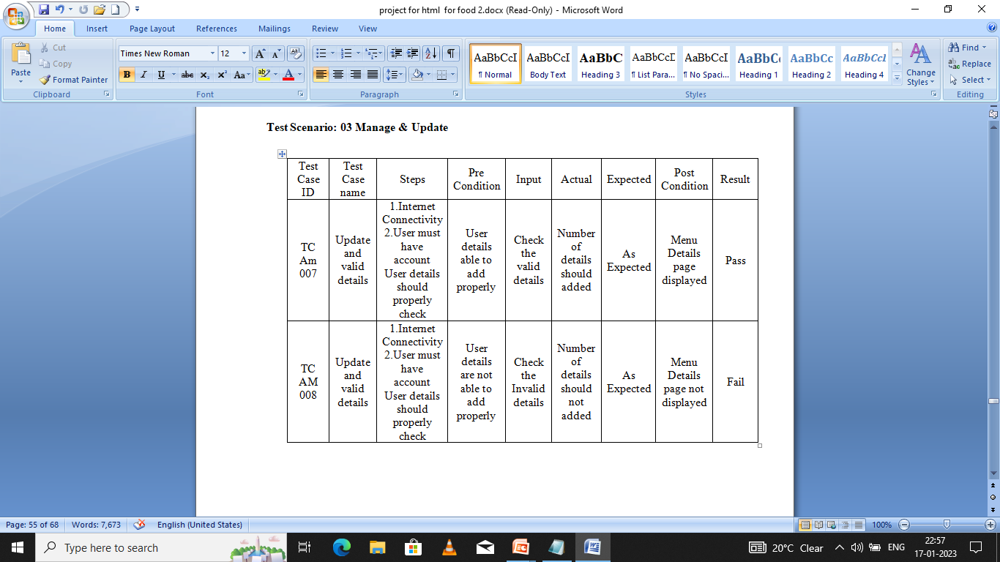 project for html  for food 2.docx (Read-Only) - Microsoft Word
Home Insert Page Layout References Mailings Review View
Paste
Cut
Copy
Format Painter
Clipboard
Times New Roman 12
B I U abc x₂ x² Aa
Font
Paragraph
AaBbCcI AaBbCcI AaBbC AaBbCcD AaBbCcI AaBbCc AaBbCc AaBbCcI
¶ Normal Body Text Heading 3 ¶ List Para... ¶ No Spaci... Heading 1 Heading 2 Heading 4
Change
Styles
Styles
Find
Replace
Select
Editing
Test Scenario: 03 Manage & Update
Test
Case
ID
Test
Case
name
Steps
Pre
Condition
Input
Actual
Expected
Post
Condition
Result
TC
Am
007
Update
and
valid
details
1.Internet
Connectivity
2.User must
have
account
User details
should
properly
check
User
details
able to
add
properly
Check
the
valid
details
Number
of
details
should
added
As
Expected
Menu
Details
page
displayed
Pass
TC
AM
008
Update
and
valid
details
1.Internet
Connectivity
2.User must
have
account
User details
should
properly
check
User
details
are not
able to
add
properly
Check
the
Invalid
details
Number
of
details
should
not
added
As
Expected
Menu
Details
page not
displayed
Fail
Page: 55 of 68 Words: 7,673 English (United States) 100%
Type here to search
20°C Clear
ENG
22:57
17-01-2023